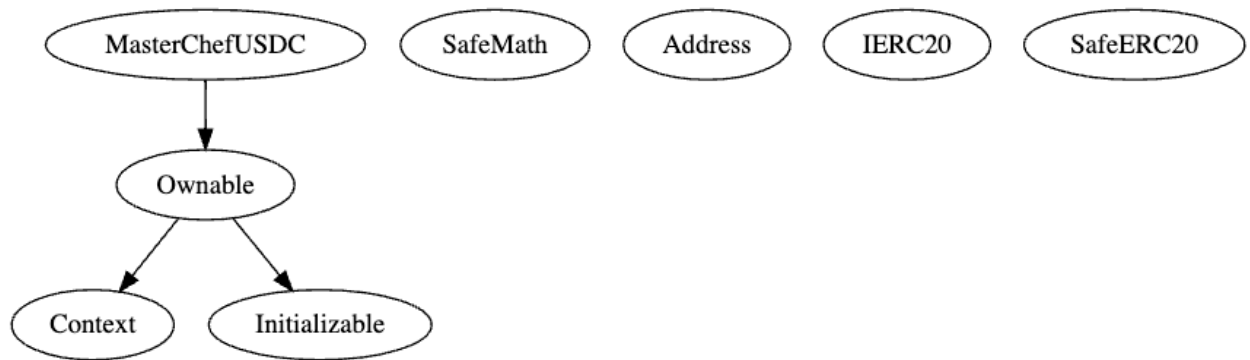 MasterChefUSDC
SafeMath
Address
IERC20
SafeERC20
Ownable
Context
Initializable